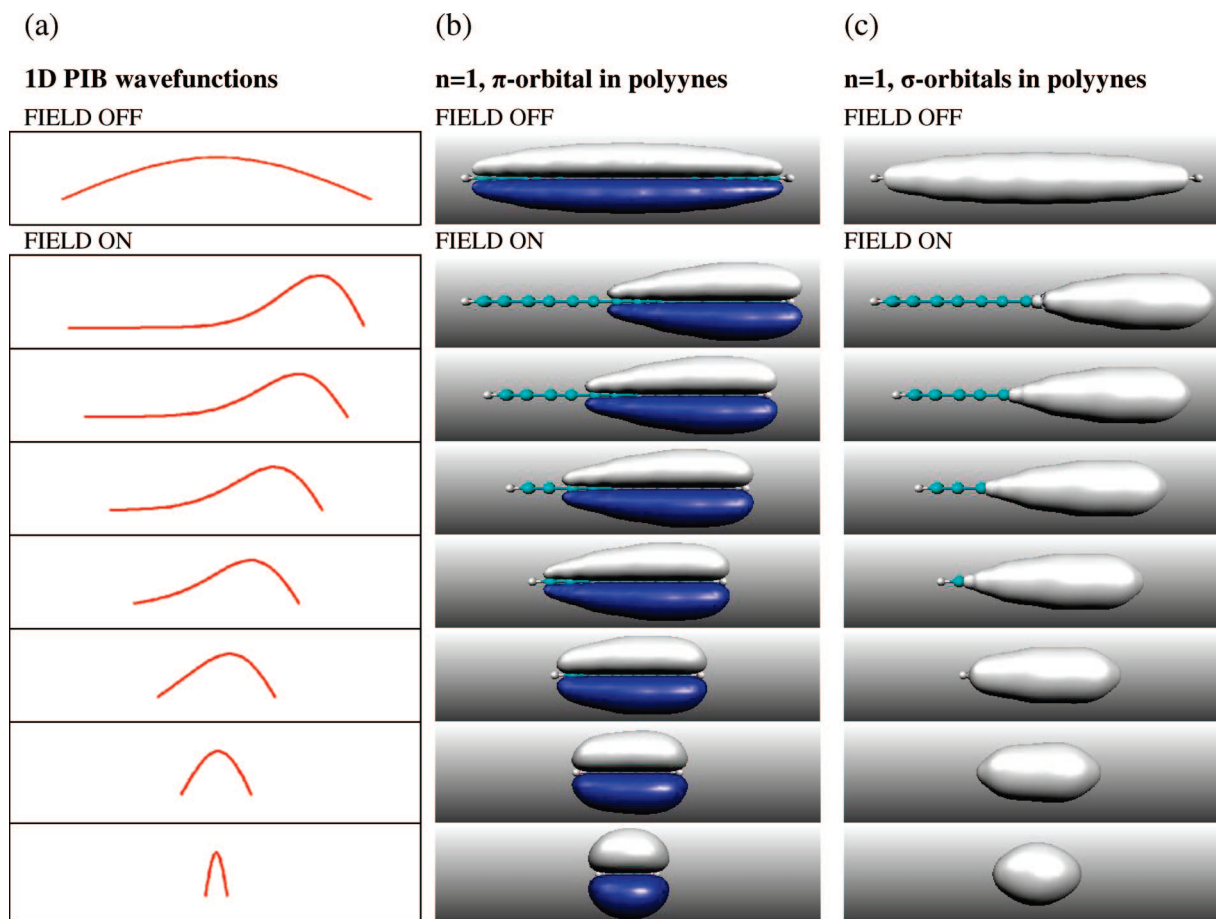 (a)
(b)
(c)
1D PIB wavefunctions
n=1, π-orbital in polyynes
n=1, σ-orbitals in polyynes
FIELD OFF
FIELD OFF
FIELD OFF
FIELD ON
FIELD ON
FIELD ON